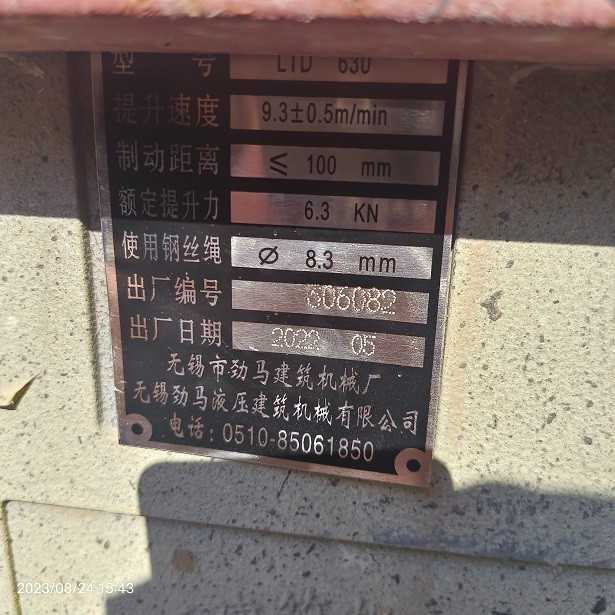 型 号 LTD 630
提升速度 9.3±0.5m/min
制动距离 ≤ 100 mm
额定提升力 6.3 KN
使用钢丝绳 Ø 8.3 mm
出厂编号 606082
出厂日期 2022 05
无锡市劲马建筑机械厂
无锡劲马液压建筑机械有限公司
电话:0510-85061850
2023/08/24 15:43